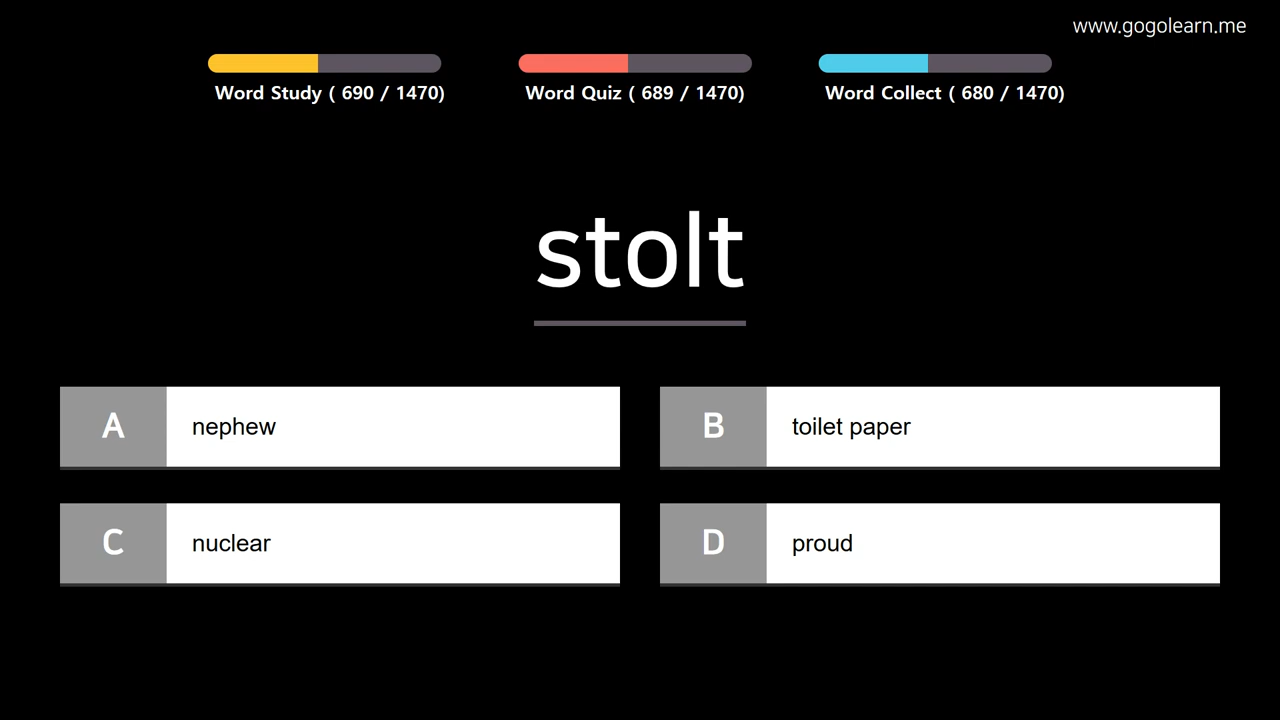 www.gogolearn.me
Word Study ( 690 / 1470)
Word Quiz ( 689 / 1470)
Word Collect ( 680 / 1470)
stolt
A
nephew
B
toilet paper
C
nuclear
D
proud